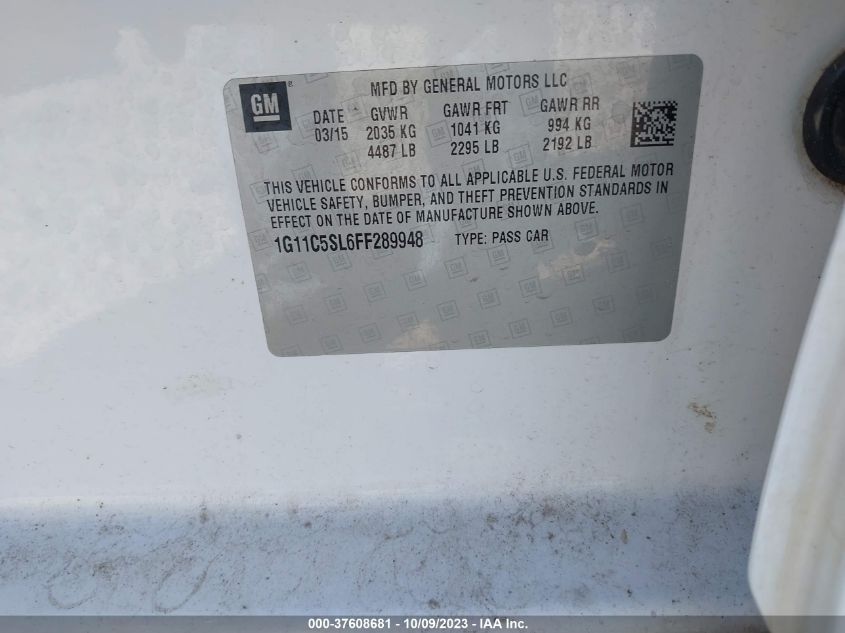 GM
MFD BY GENERAL MOTORS LLC
DATE GVWR GAWR FRT GAWR RR
03/15 2035 KG 1041 KG 994 KG
4487 LB 2295 LB 2192 LB
THIS VEHICLE CONFORMS TO ALL APPLICABLE U.S. FEDERAL MOTOR
VEHICLE SAFETY, BUMPER, AND THEFT PREVENTION STANDARDS IN
EFFECT ON THE DATE OF MANUFACTURE SHOWN ABOVE.
1G11C5SL6FF289948 TYPE: PASS CAR
000-37608681 - 10/09/2023 - IAA Inc.